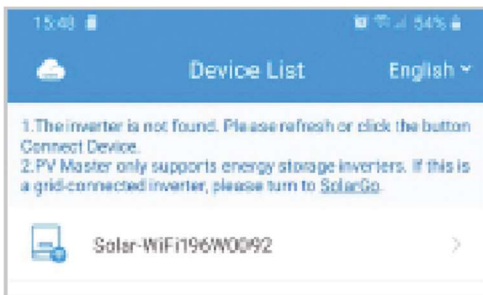 15:48 54%
Device List English
1.The inverter is not found. Please refresh or click the button
Connect Device.
2.PV Master only supports energy storage inverters. If this is
a grid-connected inverter, please turn to SolarGo.
Solar-WiFi196W0092